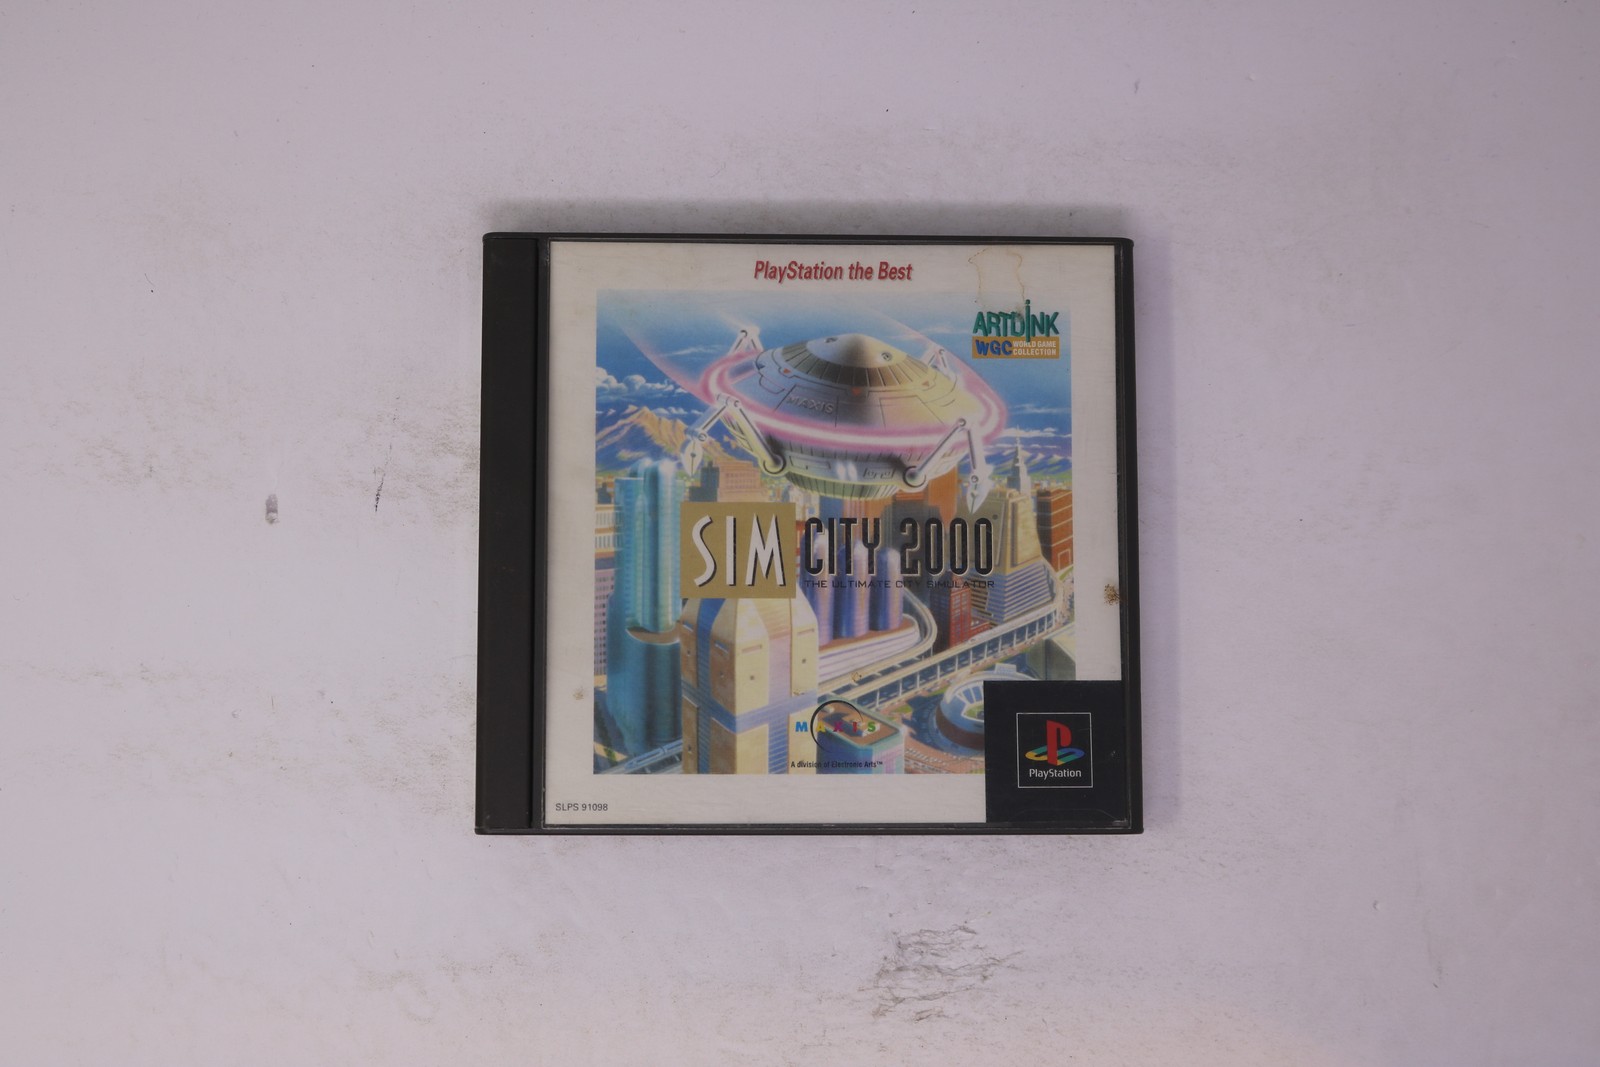 PlayStation the Best
ARTDINK
WGC WORLD GAME
COLLECTION
MAXIS
SIM CITY 2000
THE ULTIMATE CITY SIMULATOR
MAXIS
A division of Electronic Arts™
PlayStation
SLPS 91098